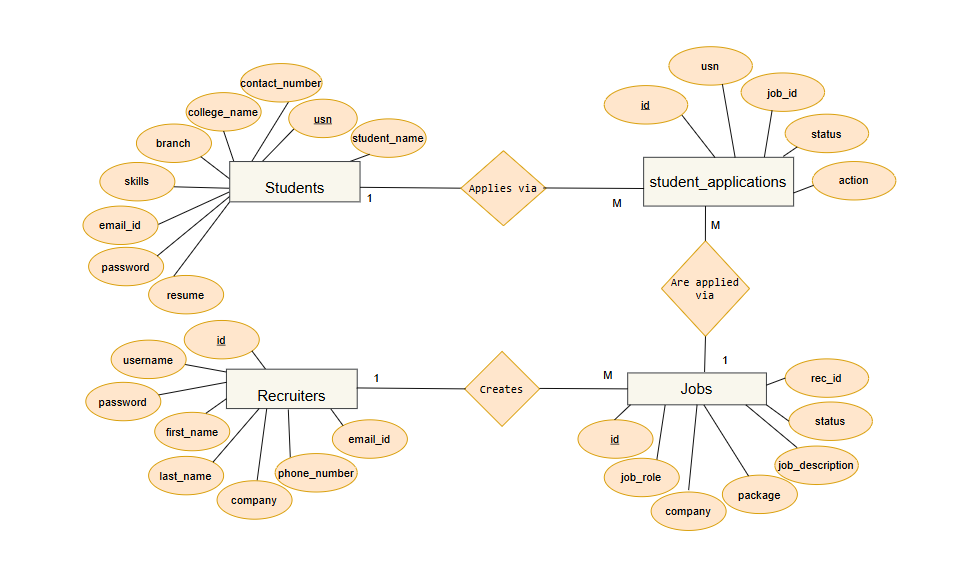 contact_number
college_name
usn
student_name
branch
skills
email_id
password
resume
Students
1
Applies via
M
usn
id
job_id
status
action
student_applications
M
Are applied
via
1
id
username
password
first_name
last_name
company
phone_number
email_id
Recruiters
1
Creates
M
Jobs
rec_id
status
job_description
package
company
job_role
id